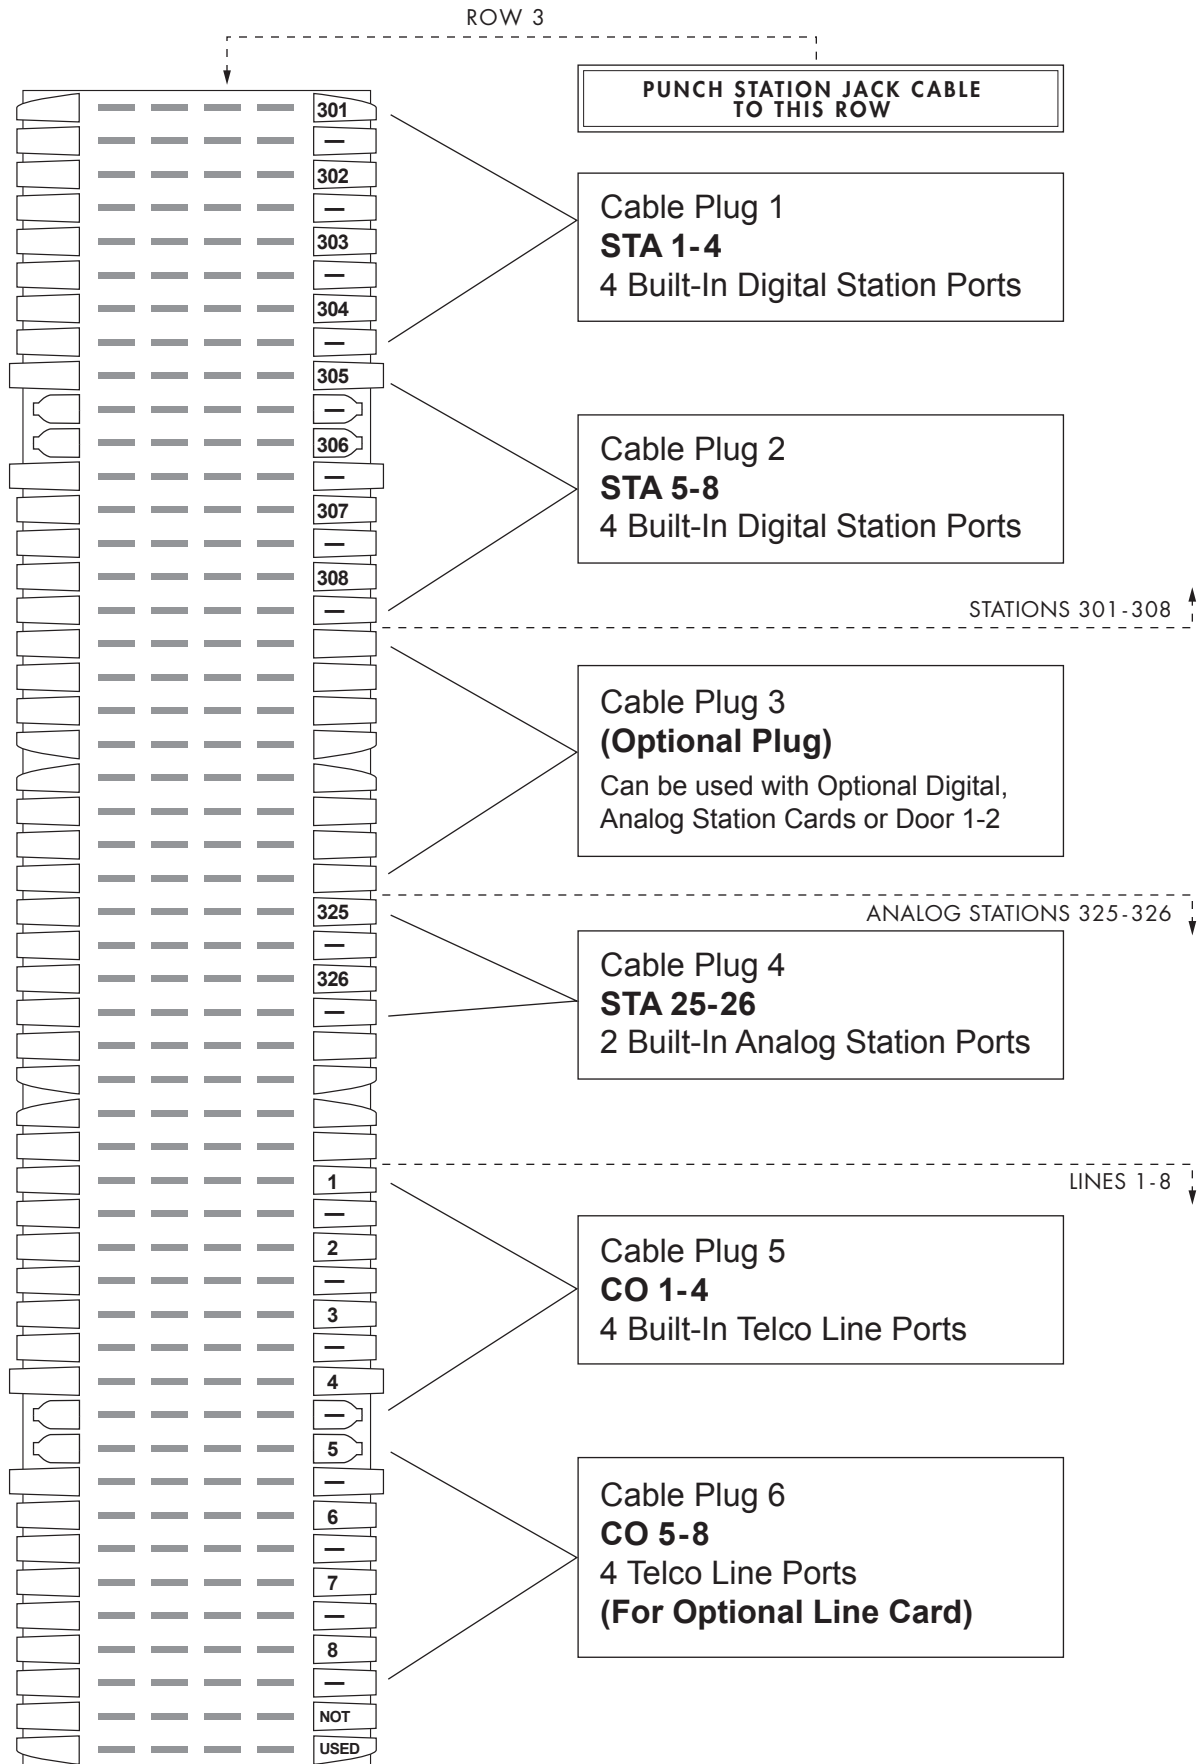 ROW 3
PUNCH STATION JACK CABLE
TO THIS ROW
301
—
302
—
303
—
304
—
Cable Plug 1
STA 1-4
4 Built-In Digital Station Ports
305
—
306
—
307
—
308
—
Cable Plug 2
STA 5-8
4 Built-In Digital Station Ports
STATIONS 301-308
Cable Plug 3
(Optional Plug)
Can be used with Optional Digital,
Analog Station Cards or Door 1-2
ANALOG STATIONS 325-326
325
—
326
—
Cable Plug 4
STA 25-26
2 Built-In Analog Station Ports
LINES 1-8
1
—
2
—
3
—
4
—
Cable Plug 5
CO 1-4
4 Built-In Telco Line Ports
5
—
6
—
7
—
8
—
Cable Plug 6
CO 5-8
4 Telco Line Ports
(For Optional Line Card)
NOT
USED